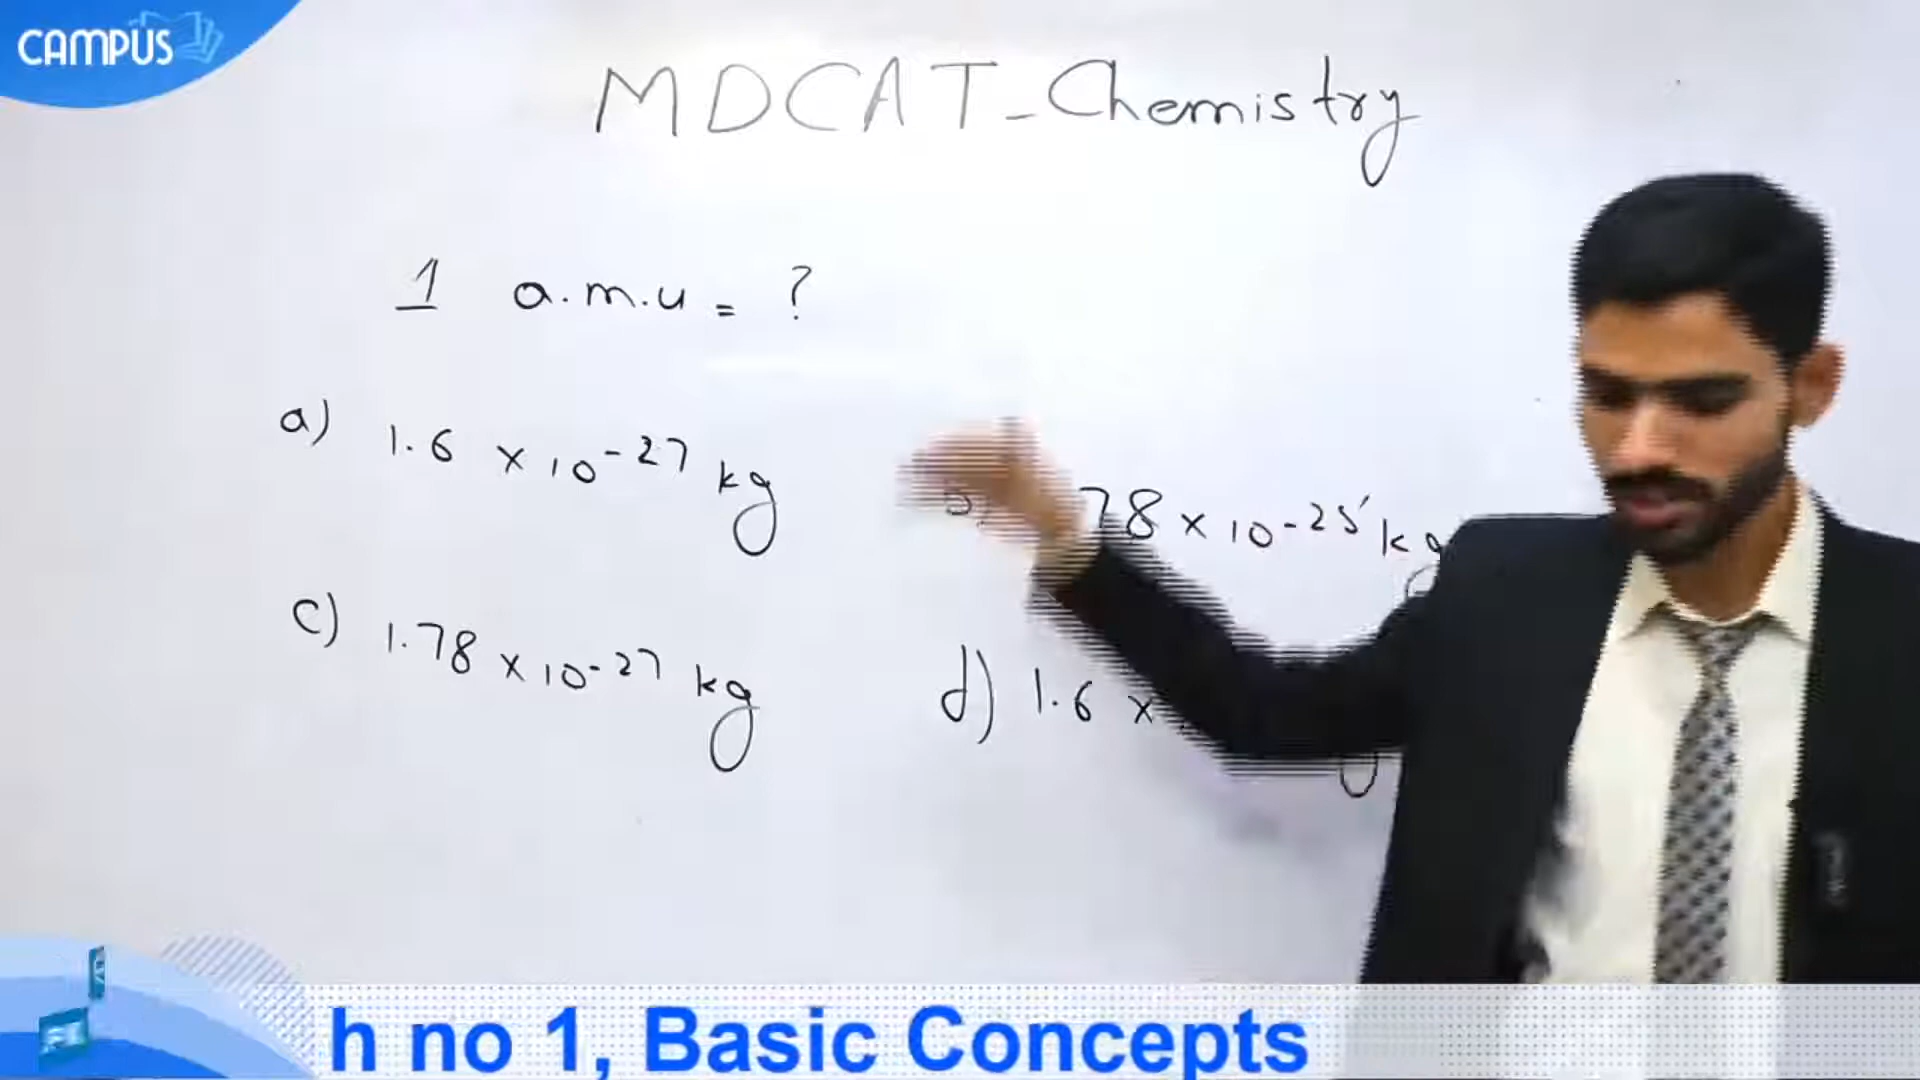 CAMPUS
MDCAT-Chemistry
1 a.m.u = ?
a) 1.6 x 10-27 kg
78 x 10-25 kg
c) 1.78 x 10-27 kg
d) 1.6 x
h no 1, Basic Concepts